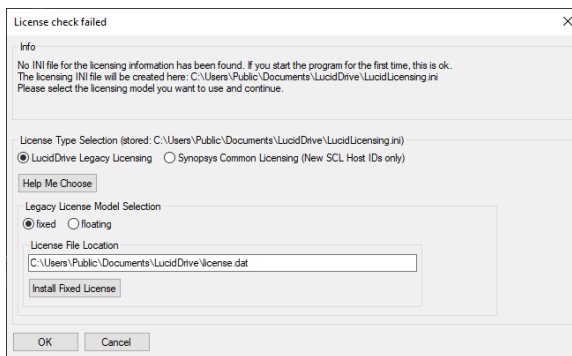 License check failed
Info
No INI file for the licensing information has been found. If you start the program for the first time, this is ok.
The licensing INI file will be created here: C:\Users\Public\Documents\LucidDrive\LucidLicensing.ini
Please select the licensing model you want to use and continue.
License Type Selection (stored: C:\Users\Public\Documents\LucidDrive\LucidLicensing.ini)
LucidDrive Legacy Licensing Synopsys Common Licensing (New SCL Host IDs only)
Help Me Choose
Legacy License Model Selection
fixed floating
License File Location
C:\Users\Public\Documents\LucidDrive\license.dat
Install Fixed License
OK Cancel